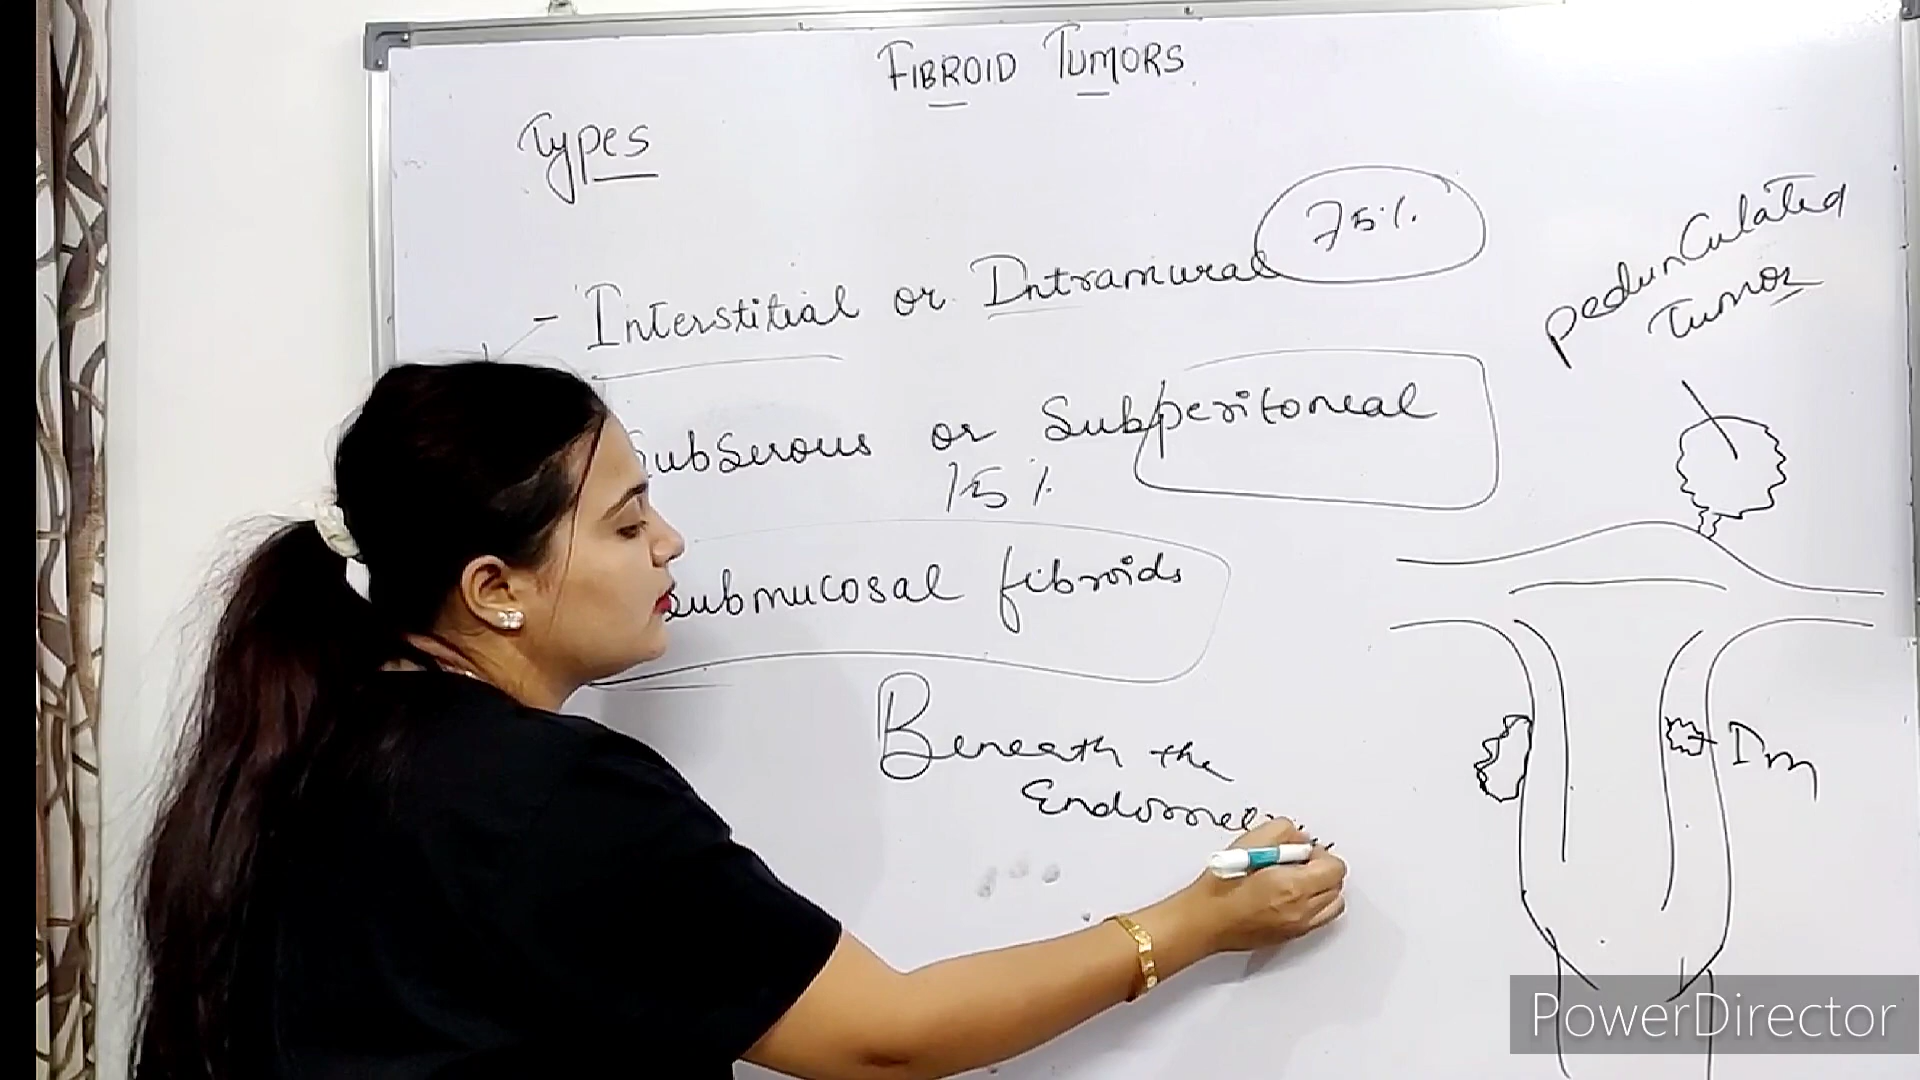 FIBROID TUMORS
Types
- Interstitial or Intramural 75%
SubSerous or Subperitoneal
15%
Submucosal fibroids
Beneath the
pedunCulated
Tumor
Im
PowerDirector